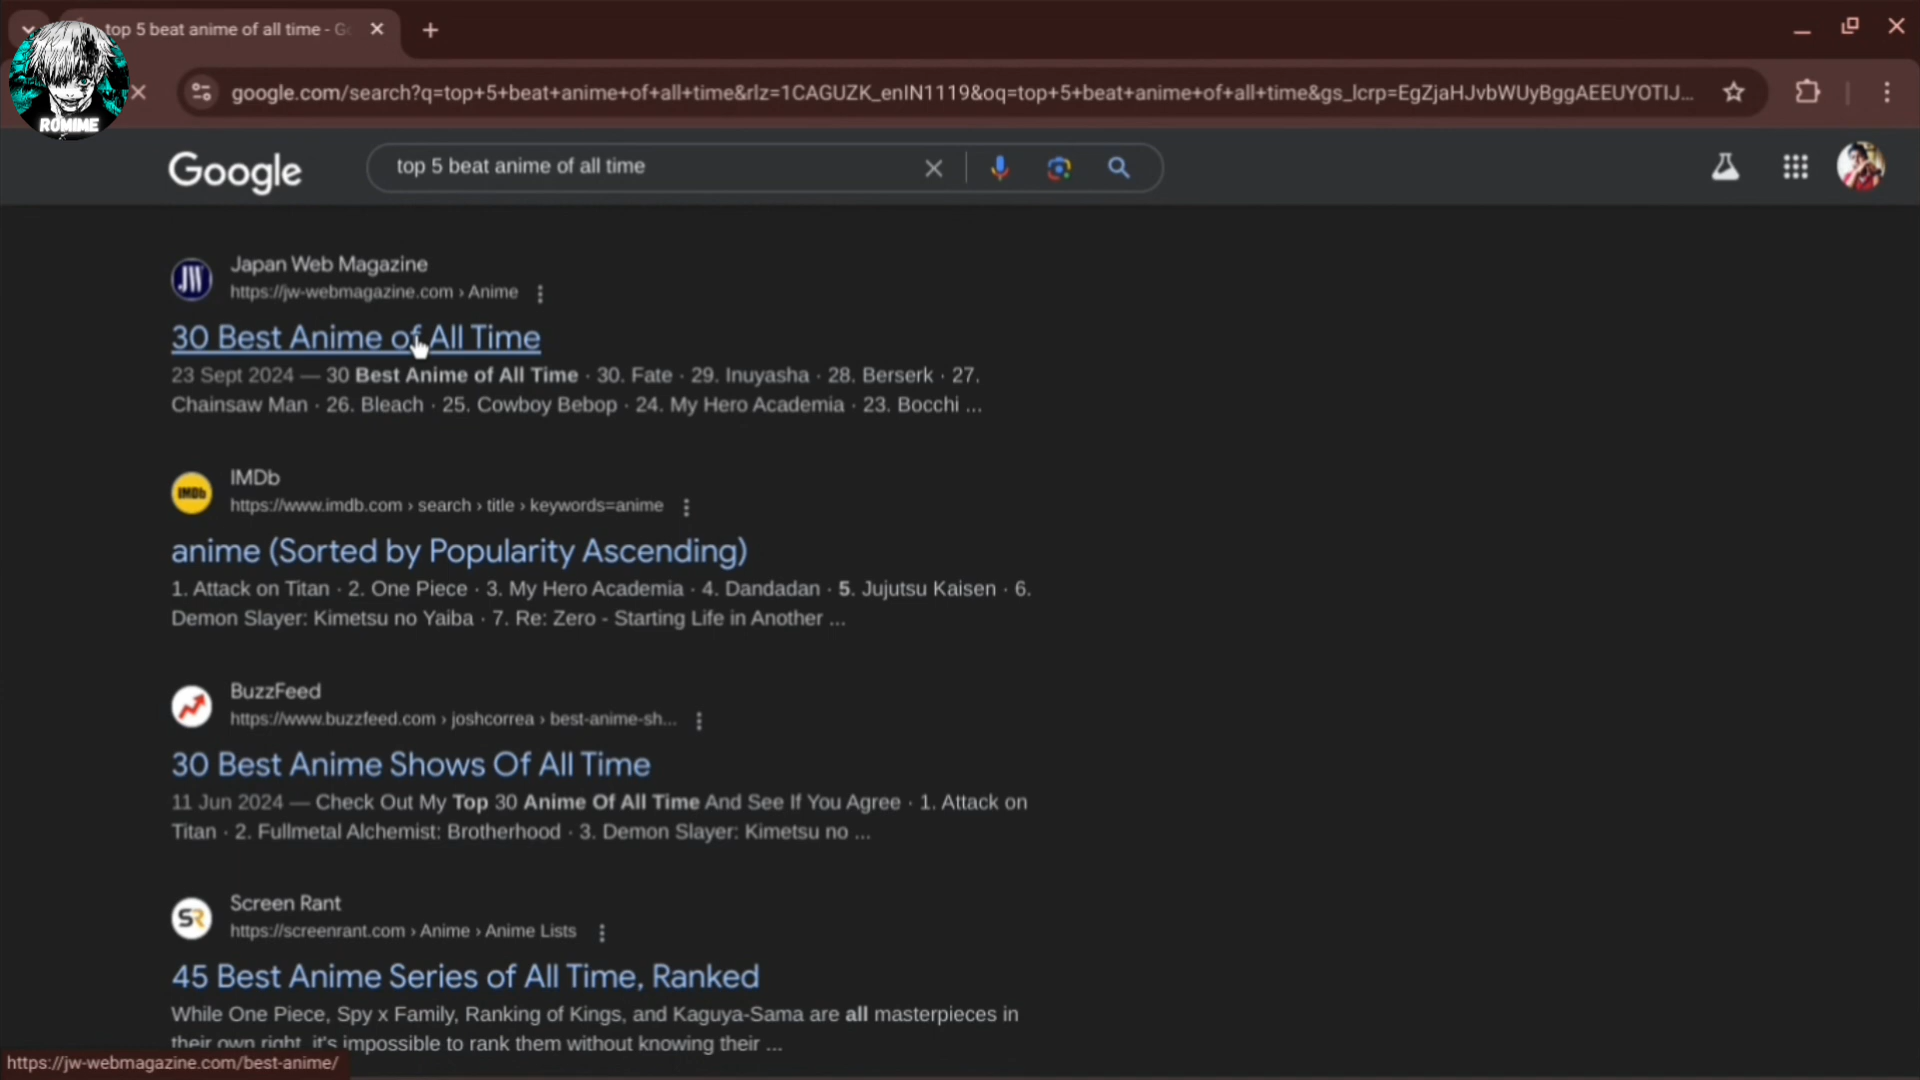 top 5 beat anime of all time - G
ROMIME
google.com/search?q=top+5+beat+anime+of+all+time&rlz=1CAGUZK_enIN1119&oq=top+5+beat+anime+of+all+time&gs_lcrp=EgZjaHJvbWUyBggAEEUYOTIJ...
Google
top 5 beat anime of all time
JW
Japan Web Magazine
https://jw-webmagazine.com › Anime
30 Best Anime of All Time
23 Sept 2024 — 30 Best Anime of All Time · 30. Fate · 29. Inuyasha · 28. Berserk · 27.
Chainsaw Man · 26. Bleach · 25. Cowboy Bebop · 24. My Hero Academia · 23. Bocchi ...
IMDb
IMDb
https://www.imdb.com › search › title › keywords=anime
anime (Sorted by Popularity Ascending)
1. Attack on Titan · 2. One Piece · 3. My Hero Academia · 4. Dandadan · 5. Jujutsu Kaisen · 6.
Demon Slayer: Kimetsu no Yaiba · 7. Re: Zero - Starting Life in Another ...
BuzzFeed
https://www.buzzfeed.com › joshcorrea › best-anime-sh...
30 Best Anime Shows Of All Time
11 Jun 2024 — Check Out My Top 30 Anime Of All Time And See If You Agree · 1. Attack on
Titan · 2. Fullmetal Alchemist: Brotherhood · 3. Demon Slayer: Kimetsu no ...
SR
Screen Rant
https://screenrant.com › Anime › Anime Lists
45 Best Anime Series of All Time, Ranked
While One Piece, Spy x Family, Ranking of Kings, and Kaguya-Sama are all masterpieces in
their own right, it's impossible to rank them without knowing their ...
https://jw-webmagazine.com/best-anime/